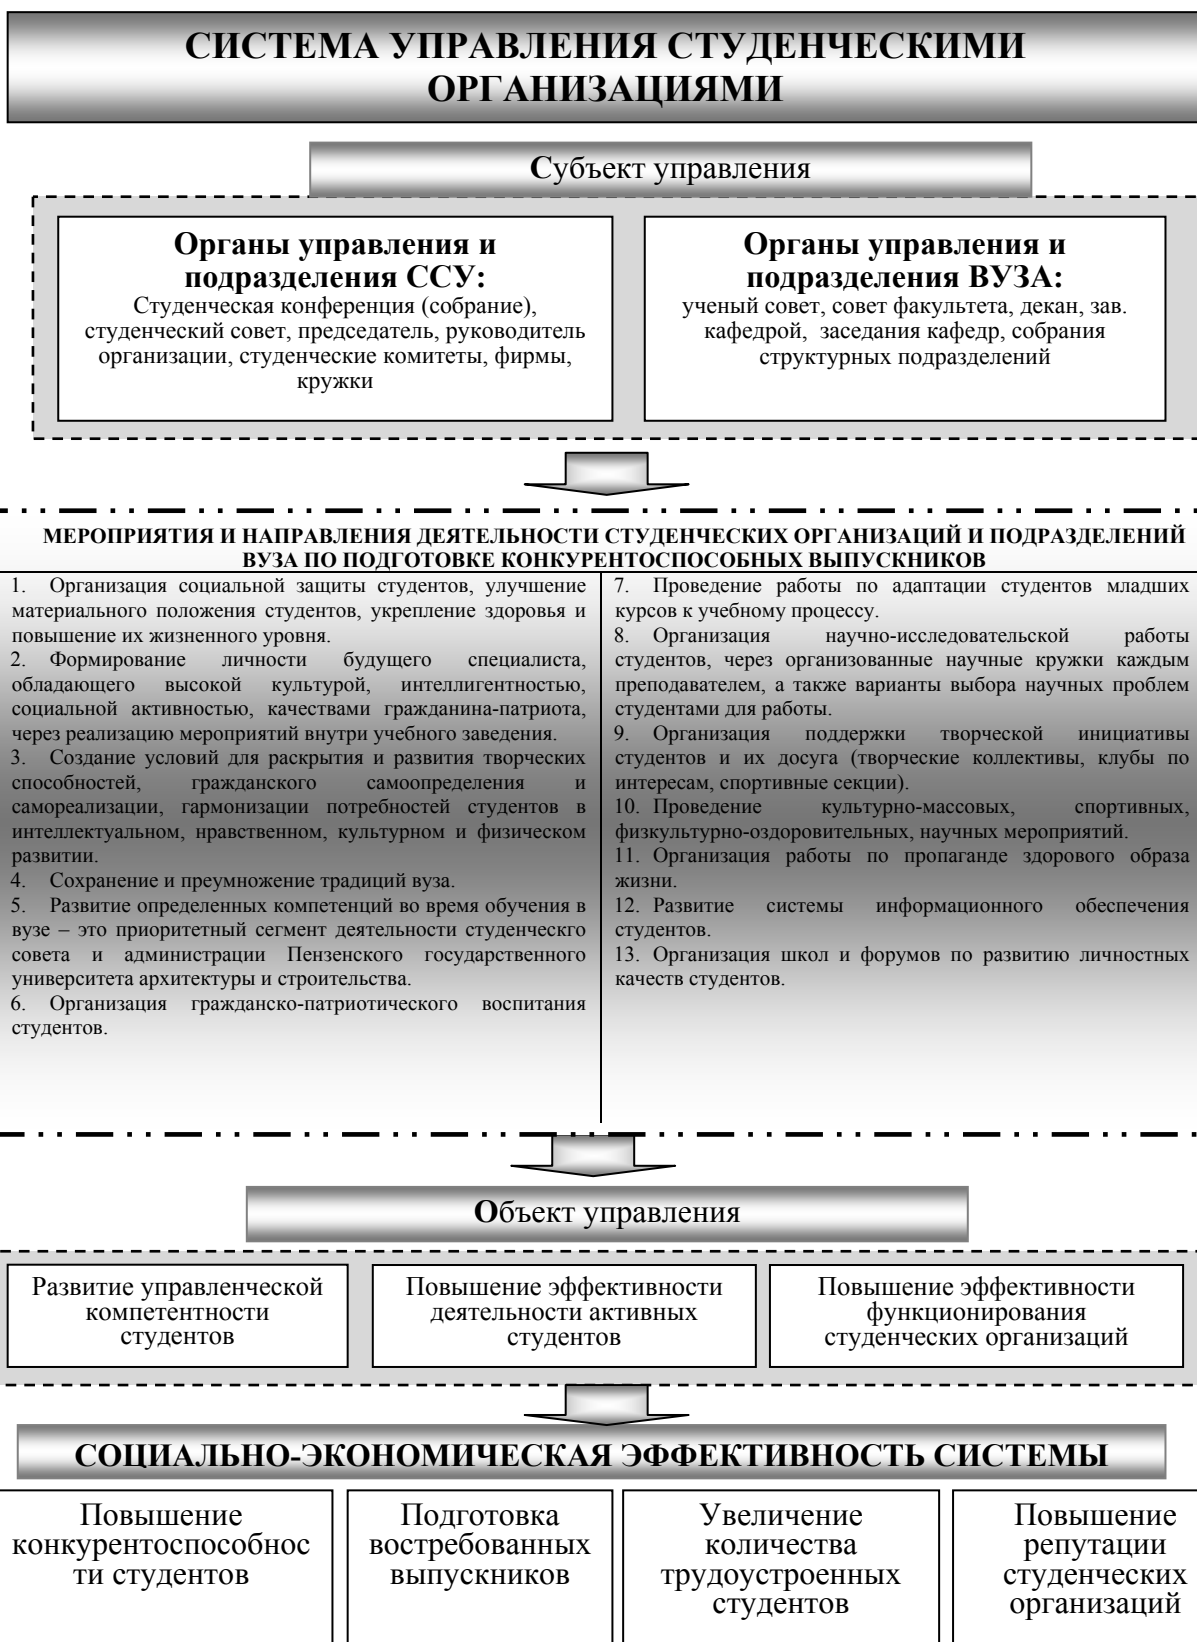 СИСТЕМА УПРАВЛЕНИЯ СТУДЕНЧЕСКИМИ
ОРГАНИЗАЦИЯМИ
Субъект управления
Органы управления и
подразделения ССУ:
Студенческая конференция (собрание),
студенческий совет, председатель, руководитель
организации, студенческие комитеты, фирмы,
кружки
Органы управления и
подразделения ВУЗА:
ученый совет, совет факультета, декан, зав.
кафедрой, заседания кафедр, собрания
структурных подразделений
МЕРОПРИЯТИЯ И НАПРАВЛЕНИЯ ДЕЯТЕЛЬНОСТИ СТУДЕНЧЕСКИХ ОРГАНИЗАЦИЙ И ПОДРАЗДЕЛЕНИЙ
ВУЗА ПО ПОДГОТОВКЕ КОНКУРЕНТОСПОСОБНЫХ ВЫПУСКНИКОВ
1. Организация социальной защиты студентов, улучшение
материального положения студентов, укрепление здоровья и
повышение их жизненного уровня.
2. Формирование личности будущего специалиста,
обладающего высокой культурой, интеллигентностью,
социальной активностью, качествами гражданина-патриота,
через реализацию мероприятий внутри учебного заведения.
3. Создание условий для раскрытия и развития творческих
способностей, гражданского самоопределения и
самореализации, гармонизации потребностей студентов в
интеллектуальном, нравственном, культурном и физическом
развитии.
4. Сохранение и преумножение традиций вуза.
5. Развитие определенных компетенций во время обучения в
вузе – это приоритетный сегмент деятельности студенчесrго
совета и администрации Пензенского государственного
университета архитектуры и строительства.
6. Организация гражданско-патриотического воспитания
студентов.
7. Проведение работы по адаптации студентов младших
курсов к учебному процессу.
8. Организация научно-исследовательской работы
студентов, через организованные научные кружки каждым
преподавателем, а также варианты выбора научных проблем
студентами для работы.
9. Организация поддержки творческой инициативы
студентов и их досуга (творческие коллективы, клубы по
интересам, спортивные секции).
10. Проведение культурно-массовых, спортивных,
физкультурно-оздоровительных, научных мероприятий.
11. Организация работы по пропаганде здорового образа
жизни.
12. Развитие системы информационного обеспечения
студентов.
13. Организация школ и форумов по развитию личностных
качеств студентов.
Объект управления
Развитие управленческой
компетентности
студентов
Повышение эффективности
деятельности активных
студентов
Повышение эффективности
функционирования
студенческих организаций
СОЦИАЛЬНО-ЭКОНОМИЧЕСКАЯ ЭФФЕКТИВНОСТЬ СИСТЕМЫ
Повышение
конкурентоспособнос
ти студентов
Подготовка
востребованных
выпускников
Увеличение
количества
трудоустроенных
студентов
Повышение
репутации
студенческих
организаций